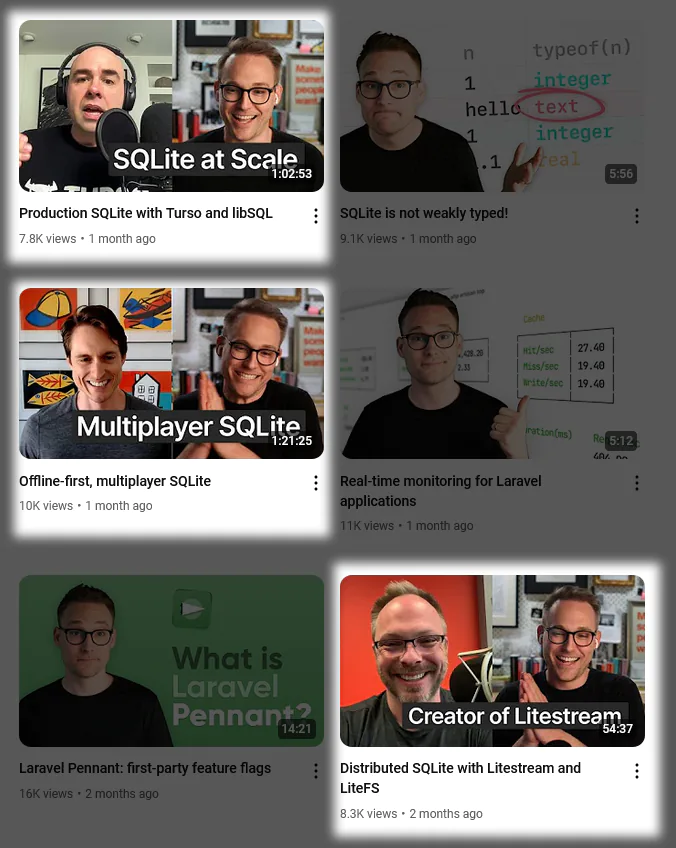 Make
somet
people
want.
SQLite at Scale
1:02:53
Production SQLite with Turso and libSQL
7.8K views • 1 month ago
n typeof(n)
1 integer
hello text
1 integer
.1 real
5:56
SQLite is not weakly typed!
9.1K views • 1 month ago
Multiplayer SQLite
1:21:25
Offline-first, multiplayer SQLite
10K views • 1 month ago
Cache
Hit/sec 27.40
Miss/sec 19.40
Write/sec 19.40
5:12
Real-time monitoring for Laravel
applications
11K views • 1 month ago
What is
Laravel
Pennant?
14:21
Laravel Pennant: first-party feature flags
16K views • 2 months ago
Creator of Litestream
54:37
Distributed SQLite with Litestream and
LiteFS
8.3K views • 2 months ago